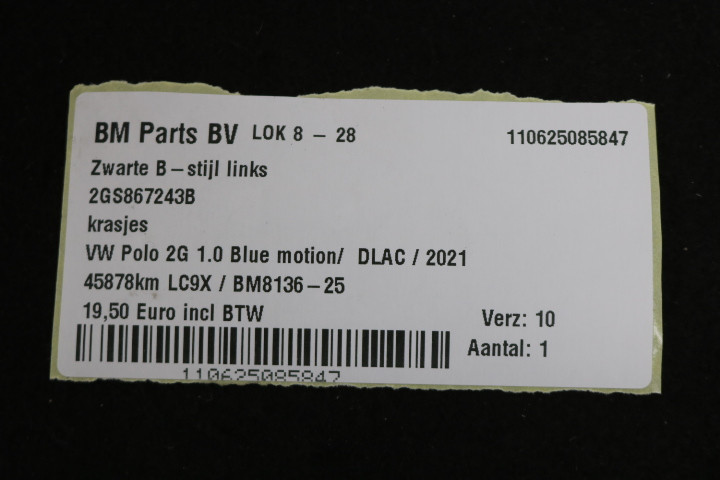 BM Parts BV LOK 8 - 28 110625085847
Zwarte B-stijl links
2GS867243B
krasjes
VW Polo 2G 1.0 Blue motion/ DLAC / 2021
45878km LC9X / BM8136-25
19,50 Euro incl BTW
Verz: 10
Aantal: 1
110625085847